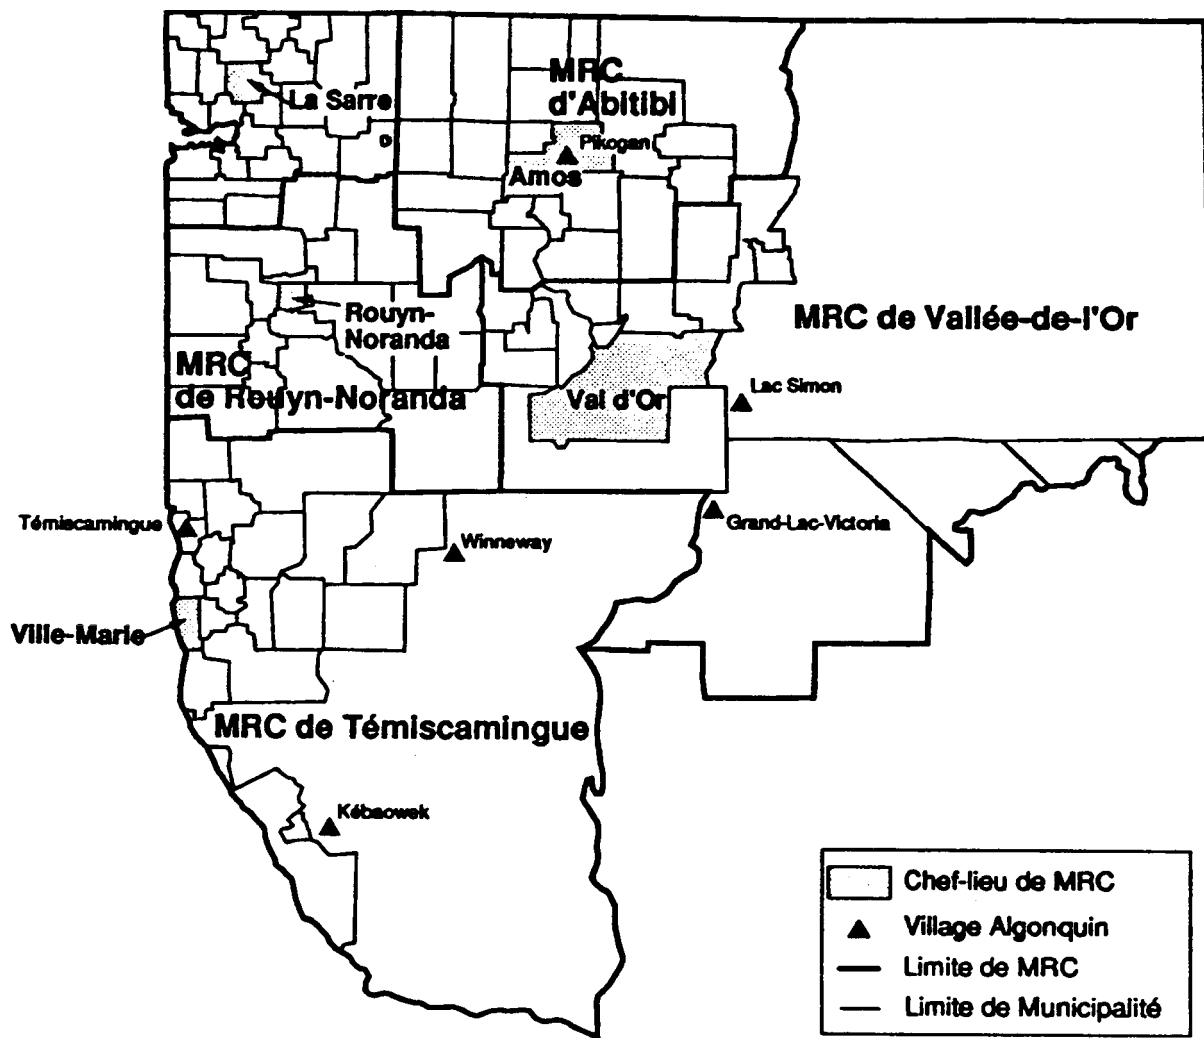 MRC
d'Abitibi
La Sarre
Pikogan
Amos
Rouyn-
Noranda
MRC de Vallée-de-l'Or
MRC
de Rouyn-Noranda
Lac Simon
Val d'Or
Témiscamingue
Grand-Lac-Victoria
Winneway
Ville-Marie
MRC de Témiscamingue
Kébaowek
Chef-lieu de MRC
Village Algonquin
Limite de MRC
Limite de Municipalité